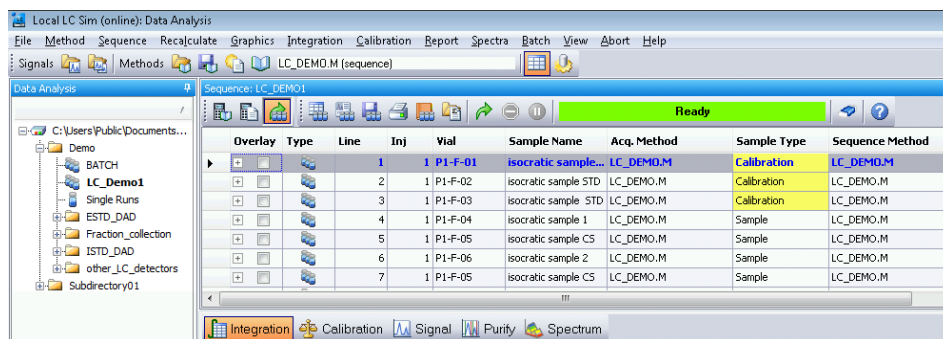 Local LC Sim (online): Data Analysis
File Method Sequence Recalculate Graphics Integration Calibration Report Spectra Batch View Abort Help
Signals Methods LC_DEMO.M (sequence)
Data Analysis Sequence: LC_DEMO1
Ready
C:\Users\Public\Documents...
Demo
BATCH
LC_Demo1
Single Runs
ESTD_DAD
Fraction_collection
ISTD_DAD
other_LC_detectors
Subdirectory01
Overlay Type Line Inj Vial Sample Name Acq. Method Sample Type Sequence Method
1 1 P1-F-01 isocratic sample... LC_DEMO.M Calibration LC_DEMO.M
2 1 P1-F-02 isocratic sample STD LC_DEMO.M Calibration LC_DEMO.M
3 1 P1-F-03 isocratic sample STD LC_DEMO.M Calibration LC_DEMO.M
4 1 P1-F-04 isocratic sample 1 LC_DEMO.M Sample LC_DEMO.M
5 1 P1-F-05 isocratic sample CS LC_DEMO.M Sample LC_DEMO.M
6 1 P1-F-06 isocratic sample 2 LC_DEMO.M Sample LC_DEMO.M
7 1 P1-F-05 isocratic sample CS LC_DEMO.M Sample LC_DEMO.M
Integration Calibration Signal Purify Spectrum